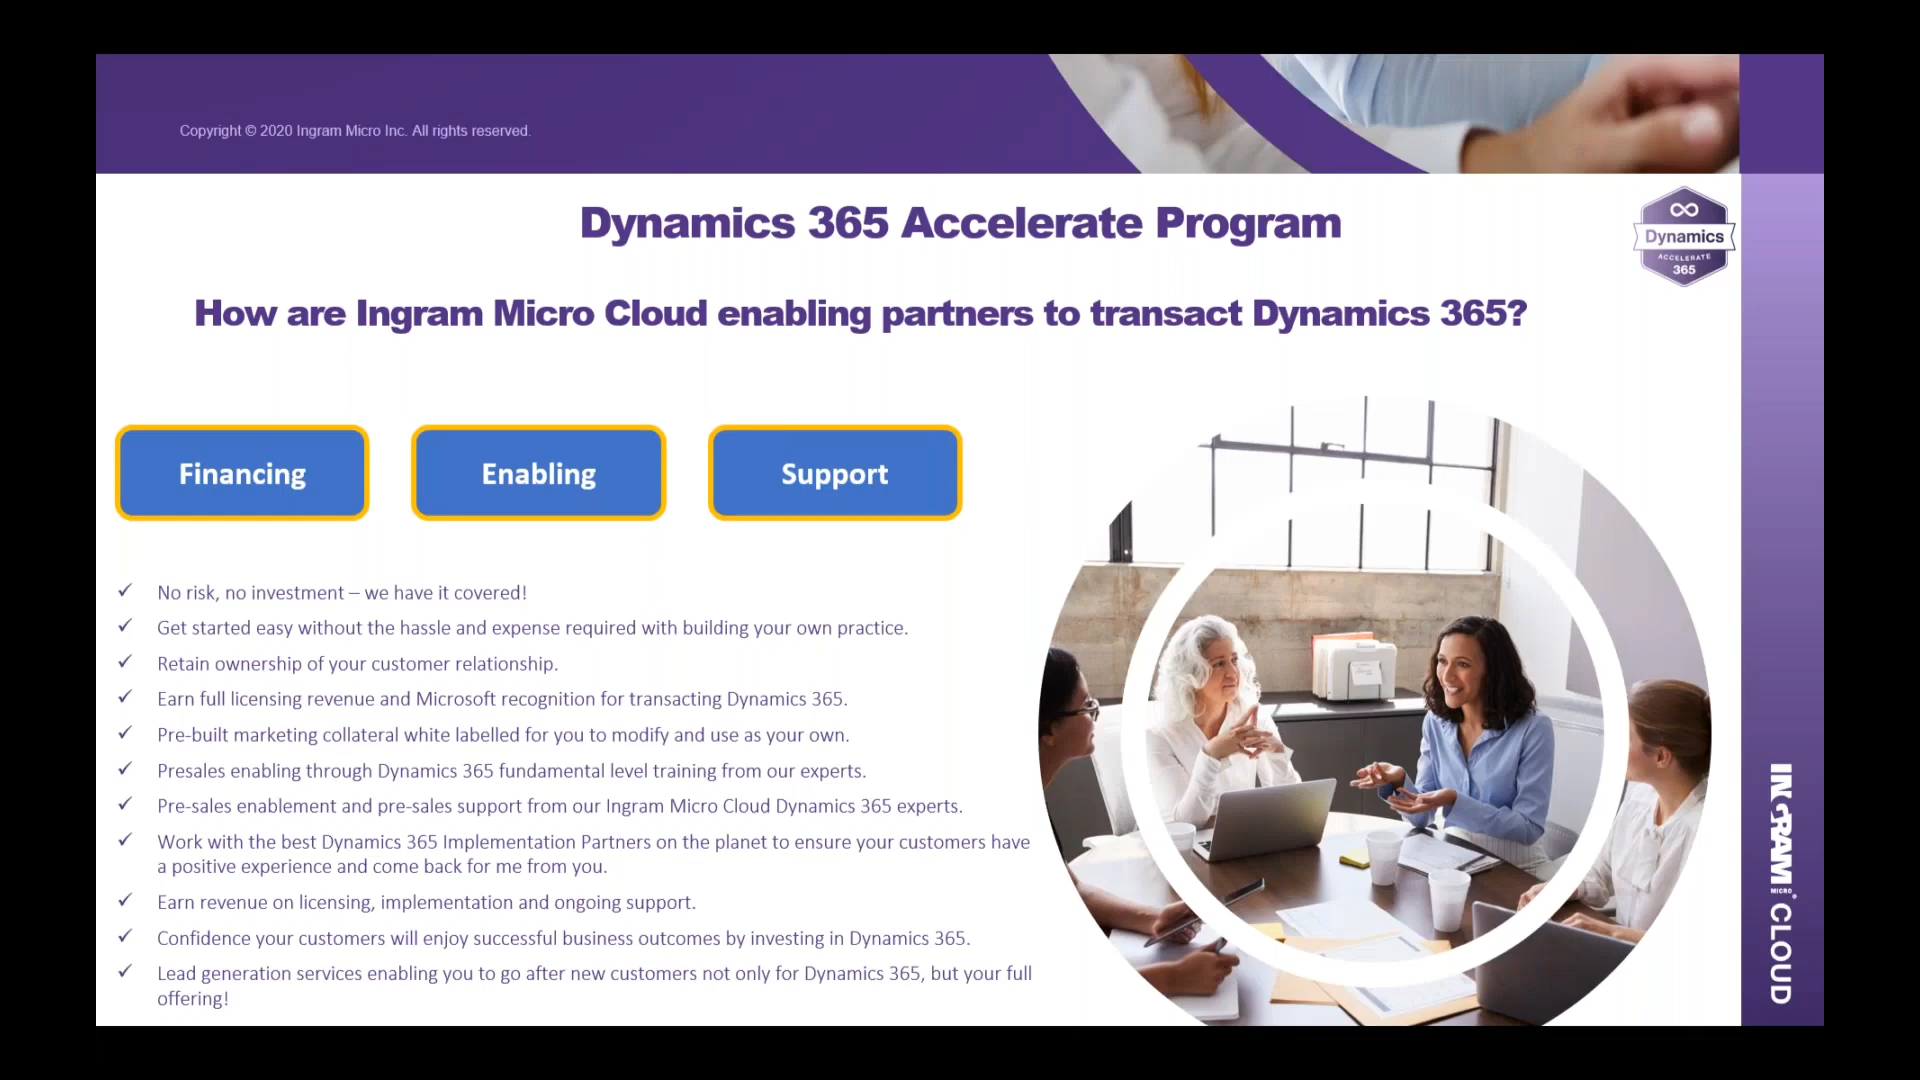 Copyright © 2020 Ingram Micro Inc. All rights reserved.
Dynamics 365 Accelerate Program
∞
Dynamics
ACCELERATE
365
How are Ingram Micro Cloud enabling partners to transact Dynamics 365?
Financing
Enabling
Support
✓ No risk, no investment – we have it covered!
✓ Get started easy without the hassle and expense required with building your own practice.
✓ Retain ownership of your customer relationship.
✓ Earn full licensing revenue and Microsoft recognition for transacting Dynamics 365.
✓ Pre-built marketing collateral white labelled for you to modify and use as your own.
✓ Presales enabling through Dynamics 365 fundamental level training from our experts.
✓ Pre-sales enablement and pre-sales support from our Ingram Micro Cloud Dynamics 365 experts.
✓ Work with the best Dynamics 365 Implementation Partners on the planet to ensure your customers have
a positive experience and come back for me from you.
✓ Earn revenue on licensing, implementation and ongoing support.
✓ Confidence your customers will enjoy successful business outcomes by investing in Dynamics 365.
✓ Lead generation services enabling you to go after new customers not only for Dynamics 365, but your full
offering!
INGRAM MICRO® CLOUD